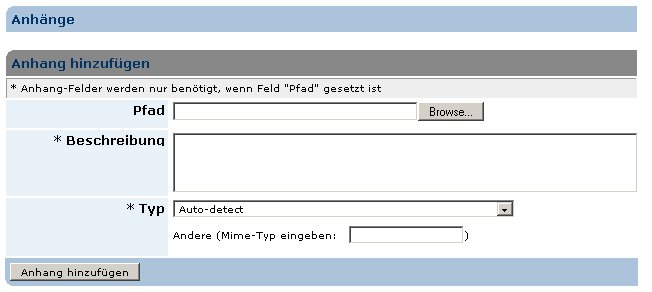 Anhänge
Anhang hinzufügen
* Anhang-Felder werden nur benötigt, wenn Feld "Pfad" gesetzt ist
Pfad Browse...
* Beschreibung
* Typ Auto-detect
Andere (Mime-Typ eingeben: )
Anhang hinzufügen